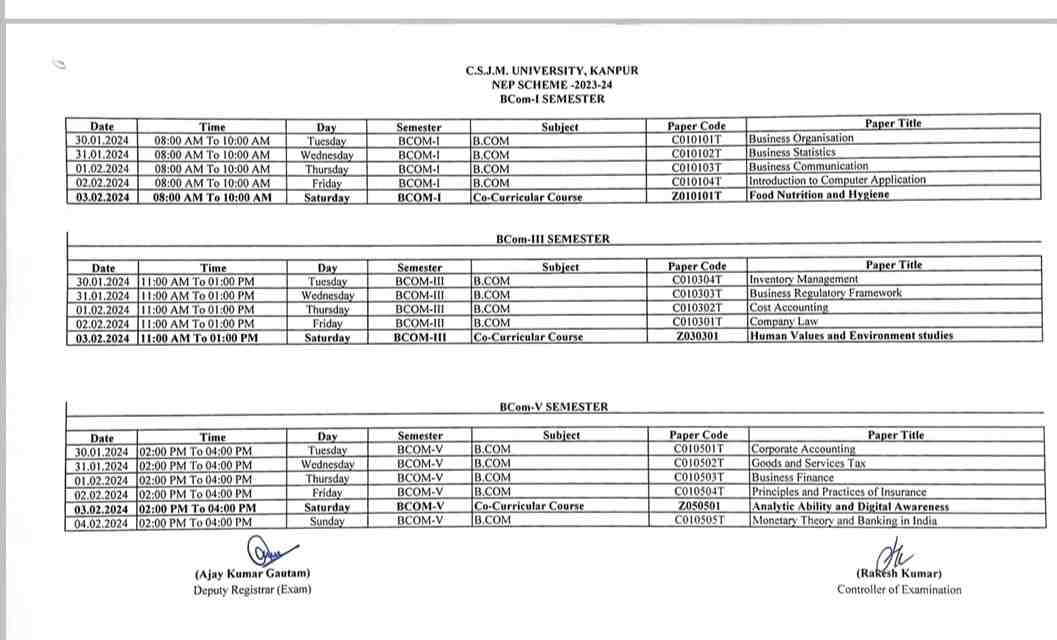 C.S.J.M. UNIVERSITY, KANPUR
NEP SCHEME -2023-24
BCom-I SEMESTER
Date Time Day Semester Subject Paper Code Paper Title
30.01.2024 08:00 AM To 10:00 AM Tuesday BCOM-I B.COM C010101T Business Organisation
31.01.2024 08:00 AM To 10:00 AM Wednesday BCOM-I B.COM C010102T Business Statistics
01.02.2024 08:00 AM To 10:00 AM Thursday BCOM-I B.COM C010103T Business Communication
02.02.2024 08:00 AM To 10:00 AM Friday BCOM-I B.COM C010104T Introduction to Computer Application
03.02.2024 08:00 AM To 10:00 AM Saturday BCOM-I Co-Curricular Course Z010101T Food Nutrition and Hygiene
BCom-III SEMESTER
Date Time Day Semester Subject Paper Code Paper Title
30.01.2024 11:00 AM To 01:00 PM Tuesday BCOM-III B.COM C010304T Inventory Management
31.01.2024 11:00 AM To 01:00 PM Wednesday BCOM-III B.COM C010303T Business Regulatory Framework
01.02.2024 11:00 AM To 01:00 PM Thursday BCOM-III B.COM C010302T Cost Accounting
02.02.2024 11:00 AM To 01:00 PM Friday BCOM-III B.COM C010301T Company Law
03.02.2024 11:00 AM To 01:00 PM Saturday BCOM-III Co-Curricular Course Z030301 Human Values and Environment studies
BCom-V SEMESTER
Date Time Day Semester Subject Paper Code Paper Title
30.01.2024 02:00 PM To 04:00 PM Tuesday BCOM-V B.COM C010501T Corporate Accounting
31.01.2024 02:00 PM To 04:00 PM Wednesday BCOM-V B.COM C010502T Goods and Services Tax
01.02.2024 02:00 PM To 04:00 PM Thursday BCOM-V B.COM C010503T Business Finance
02.02.2024 02:00 PM To 04:00 PM Friday BCOM-V B.COM C010504T Principles and Practices of Insurance
03.02.2024 02:00 PM To 04:00 PM Saturday BCOM-V Co-Curricular Course Z050501 Analytic Ability and Digital Awareness
04.02.2024 02:00 PM To 04:00 PM Sunday BCOM-V B.COM C010505T Monetary Theory and Banking in India
(Ajay Kumar Gautam) (Rakesh Kumar)
Deputy Registrar (Exam) Controller of Examination